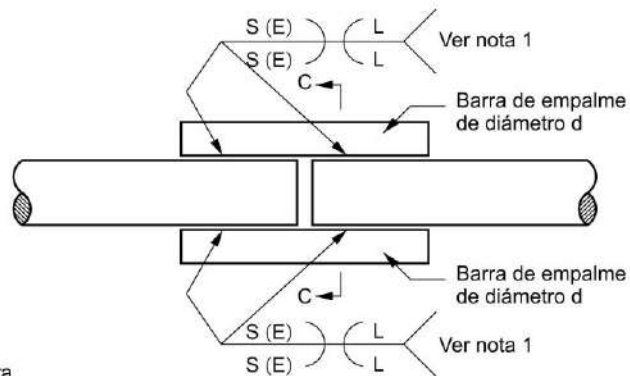 S (E) L
S (E) L
Ver nota 1
C
Barra de empalme
de diámetro d
Barra de empalme
de diámetro d
C
S (E) L
S (E) L
Ver nota 1